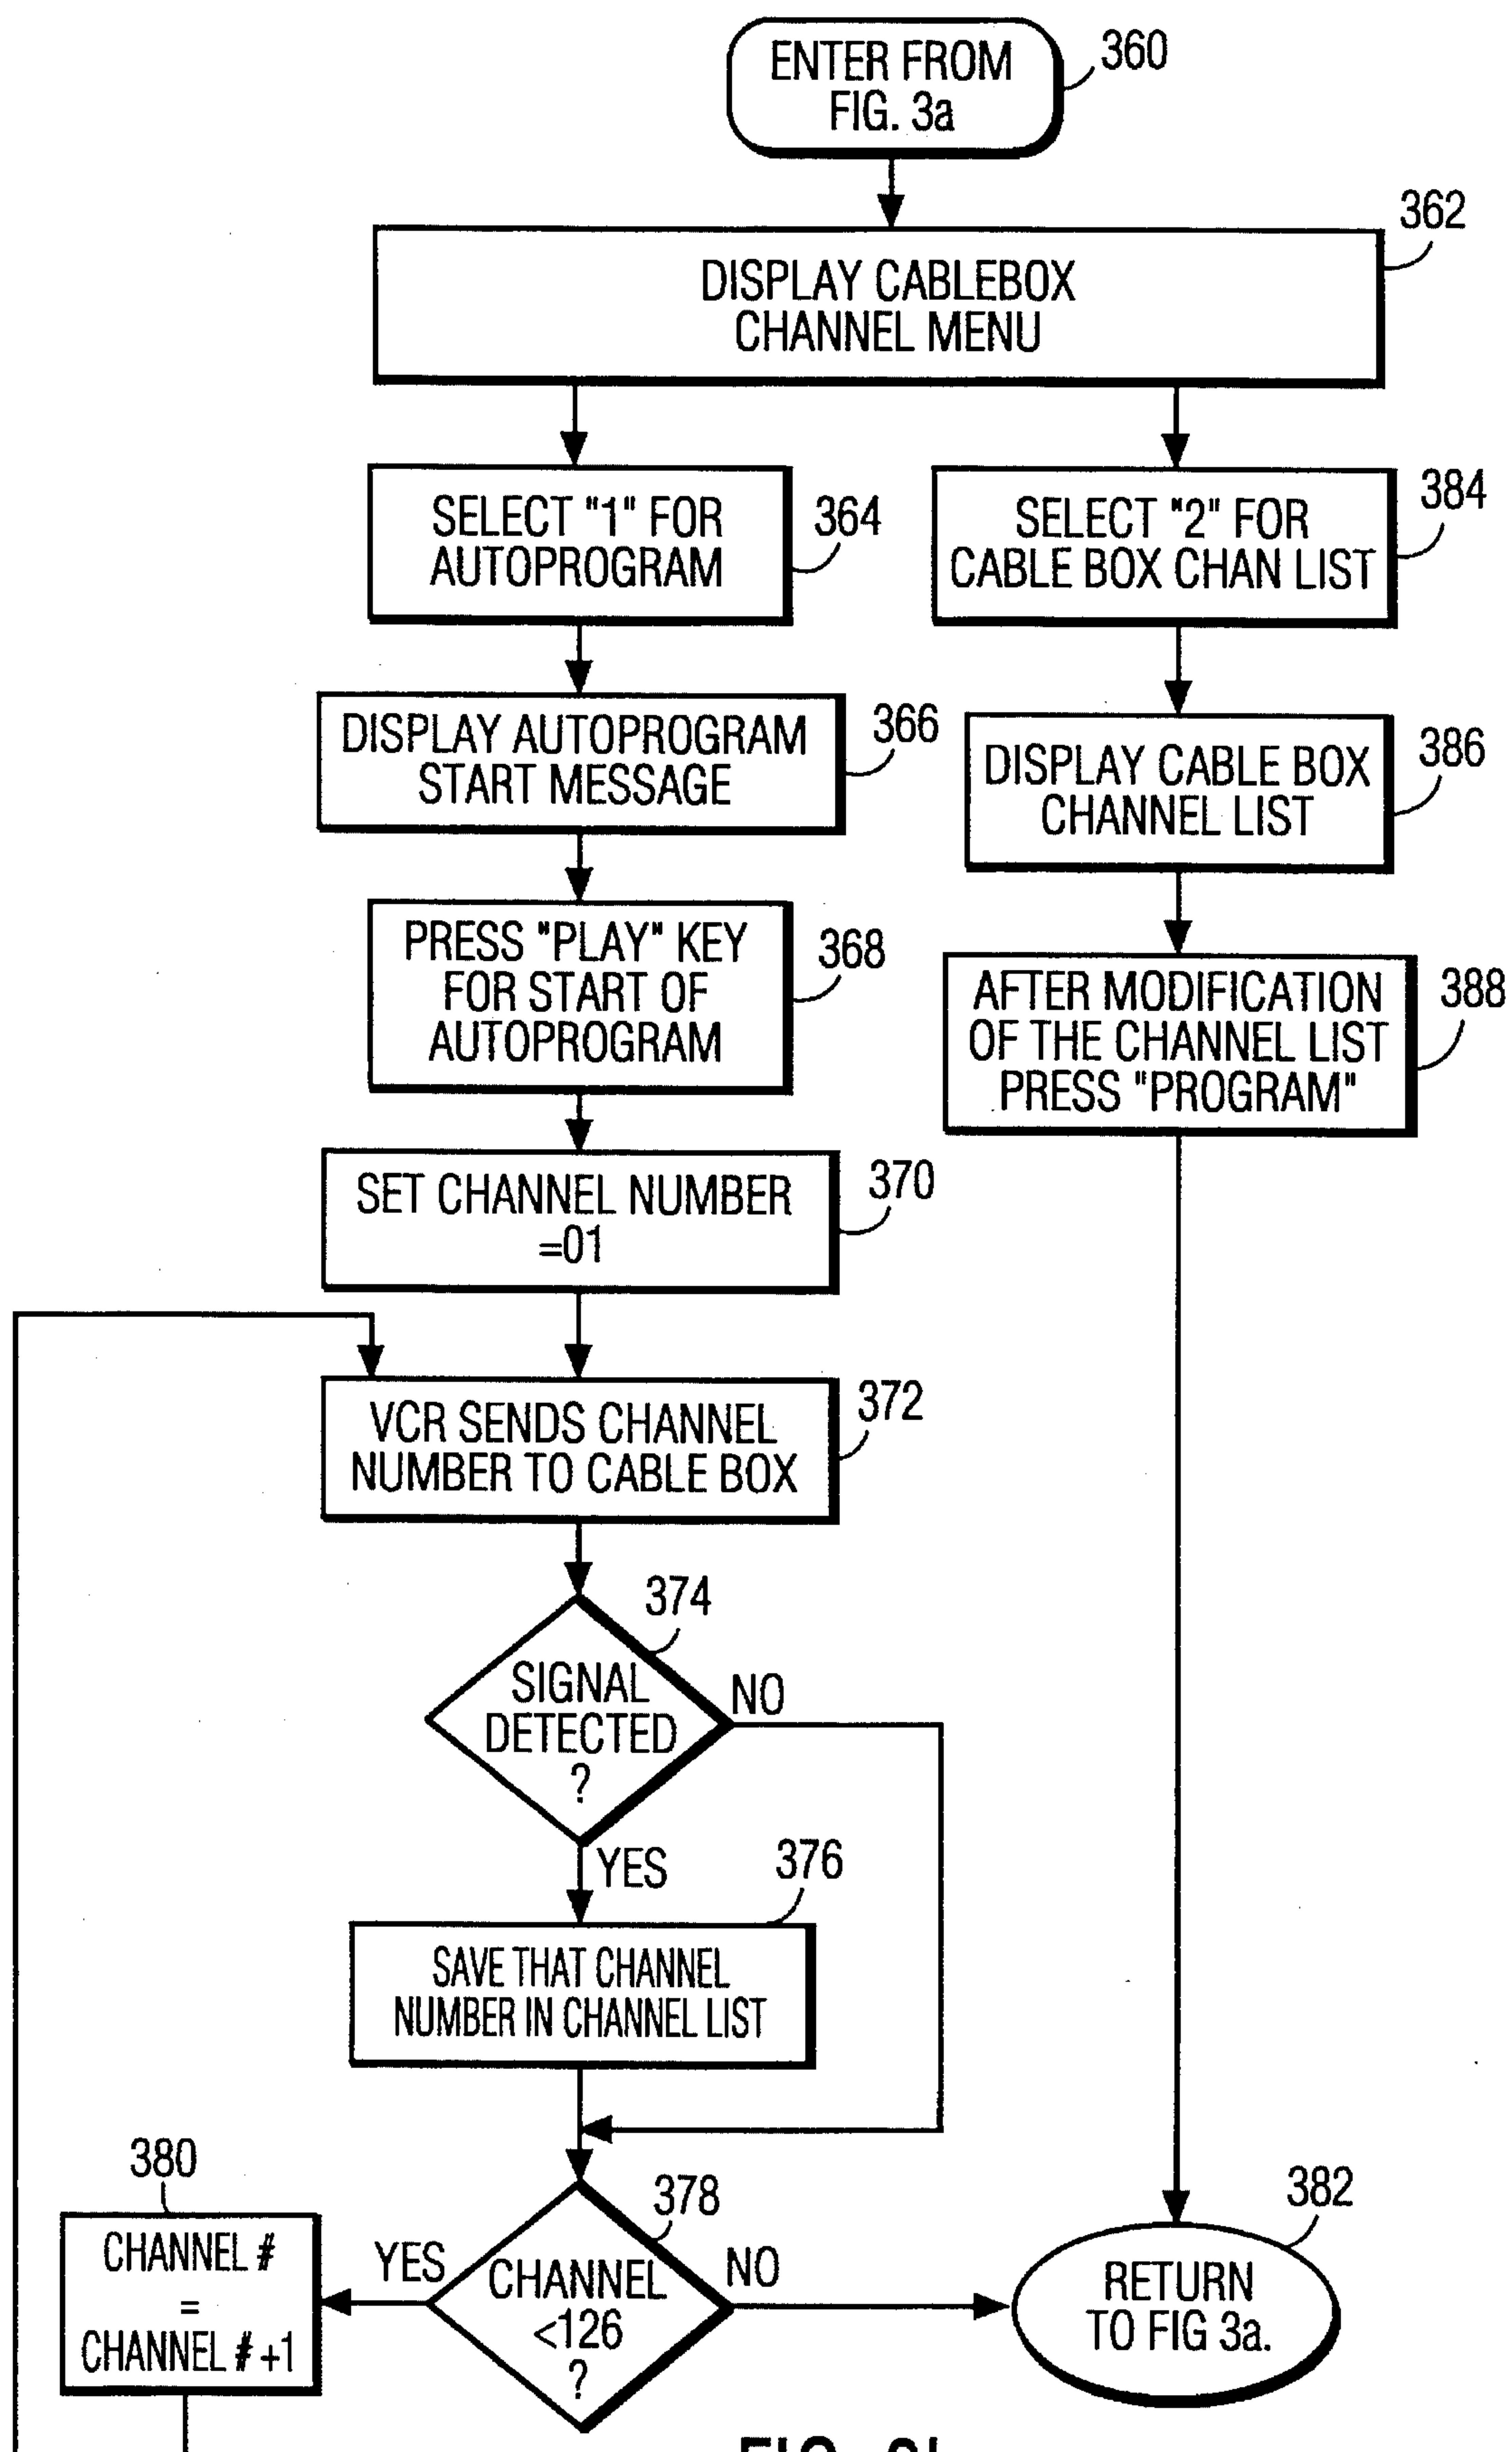 ENTER FROM
FIG. 3a
360
362
DISPLAY CABLEBOX
CHANNEL MENU
SELECT "1" FOR
AUTOPROGRAM
364
SELECT "2" FOR
CABLE BOX CHAN LIST
384
DISPLAY AUTOPROGRAM
START MESSAGE
366
DISPLAY CABLE BOX
CHANNEL LIST
386
PRESS "PLAY" KEY
FOR START OF
AUTOPROGRAM
368
AFTER MODIFICATION
OF THE CHANNEL LIST
PRESS "PROGRAM"
388
SET CHANNEL NUMBER
=01
370
VCR SENDS CHANNEL
NUMBER TO CABLE BOX
372
374
SIGNAL
DETECTED
?
NO
YES
376
SAVE THAT CHANNEL
NUMBER IN CHANNEL LIST
380
CHANNEL #
=
CHANNEL # +1
YES
378
CHANNEL
<126
?
NO
382
RETURN
TO FIG 3a.